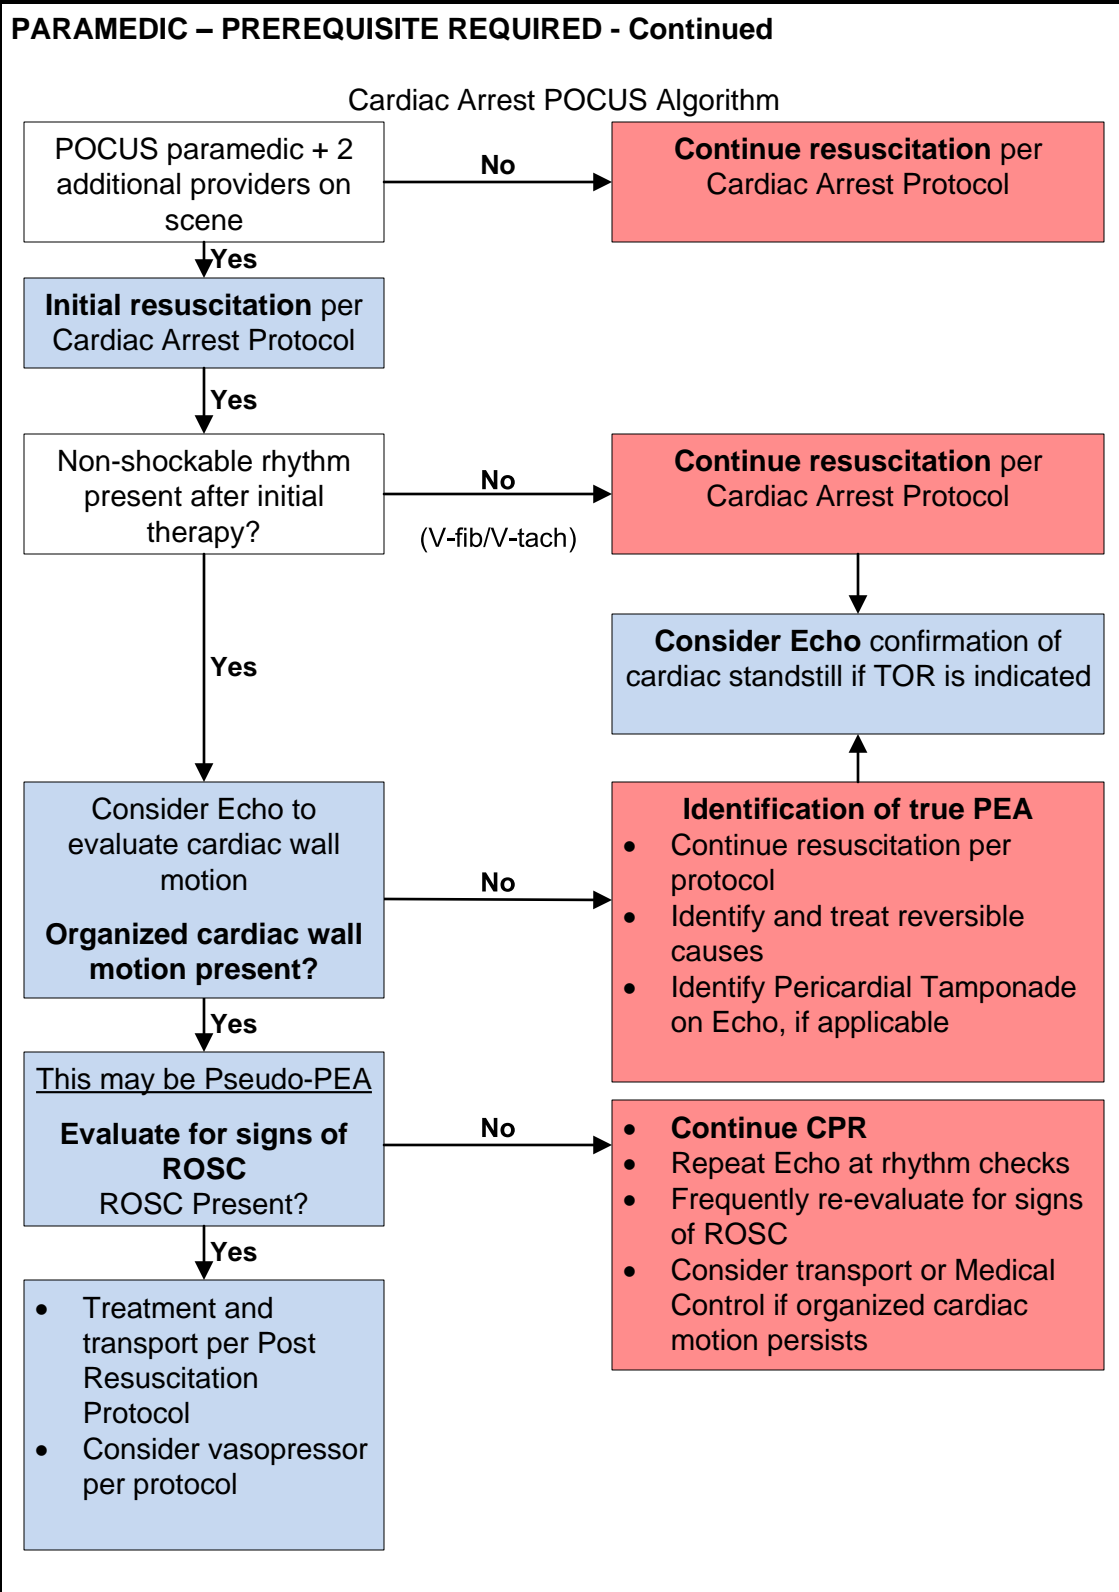 PARAMEDIC – PREREQUISITE REQUIRED - Continued
Cardiac Arrest POCUS Algorithm
POCUS paramedic + 2
additional providers on
scene
No
Continue resuscitation per
Cardiac Arrest Protocol
Yes
Initial resuscitation per
Cardiac Arrest Protocol
Yes
Non-shockable rhythm
present after initial
therapy?
No
(V-fib/V-tach)
Continue resuscitation per
Cardiac Arrest Protocol
Consider Echo confirmation of
cardiac standstill if TOR is indicated
Yes
Consider Echo to
evaluate cardiac wall
motion
Organized cardiac wall
motion present?
No
Identification of true PEA
• Continue resuscitation per
protocol
• Identify and treat reversible
causes
• Identify Pericardial Tamponade
on Echo, if applicable
Yes
This may be Pseudo-PEA
Evaluate for signs of
ROSC
ROSC Present?
No
• Continue CPR
• Repeat Echo at rhythm checks
• Frequently re-evaluate for signs
of ROSC
• Consider transport or Medical
Control if organized cardiac
motion persists
Yes
• Treatment and
transport per Post
Resuscitation
Protocol
• Consider vasopressor
per protocol